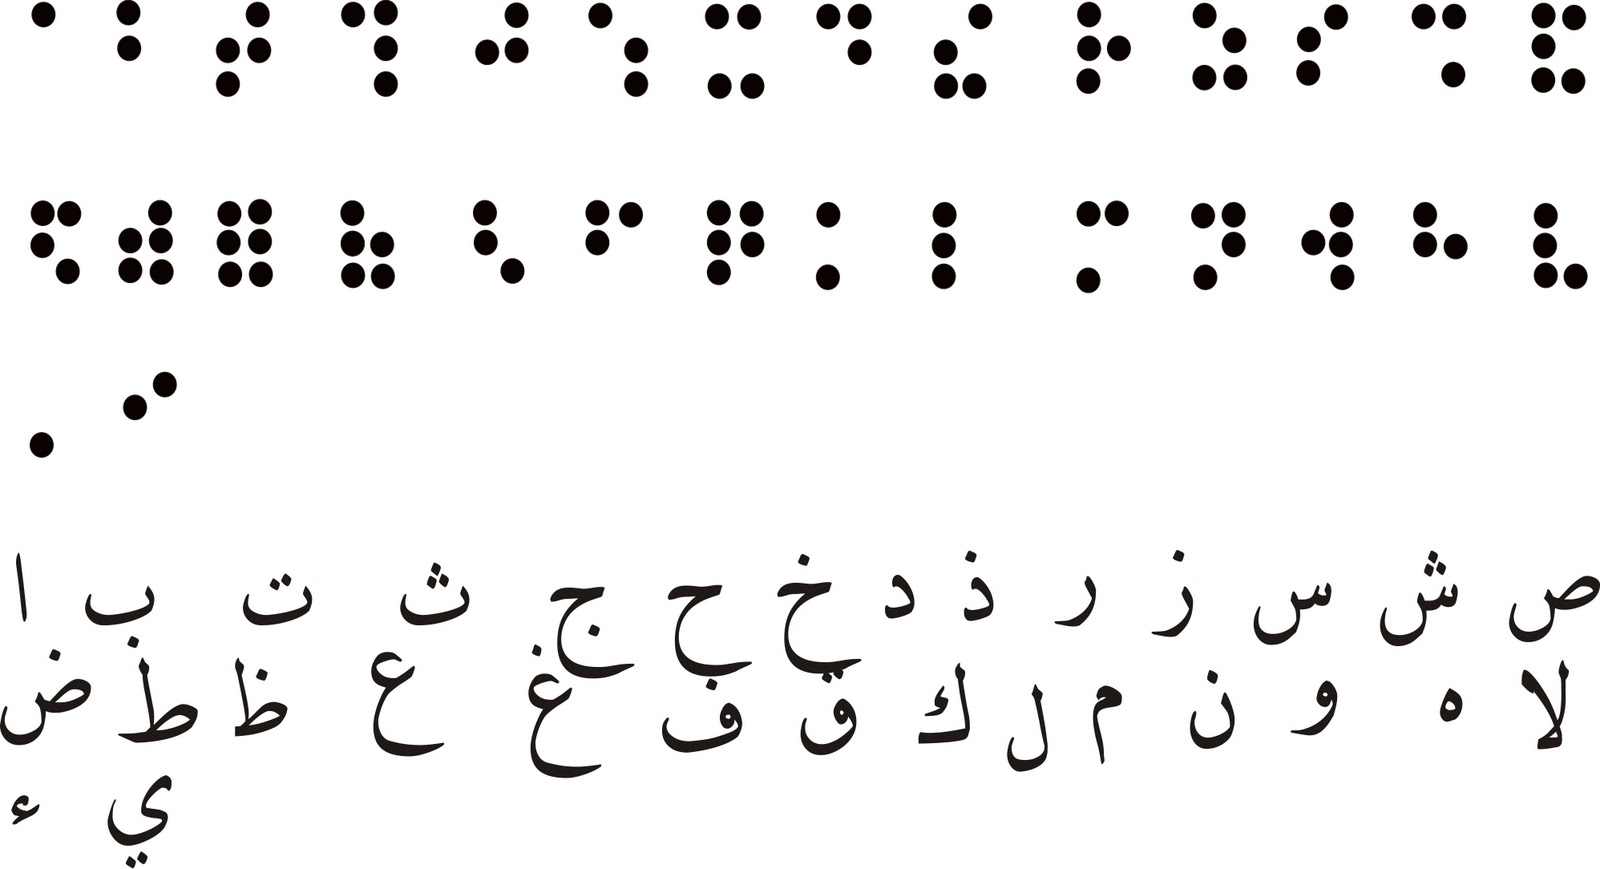 ⠁ ⠃ ⠞ ⠹ ⠚ ⠱ ⠭ ⠙ ⠮ ⠗ ⠵ ⠎ ⠩ ⠯
⠫ ⠾ ⠿ ⠷ ⠣ ⠋ ⠟ ⠅ ⠇ ⠍ ⠝ ⠺ ⠓ ⠧
⠄ ⠊
ا ب ت ث ج ح خ د ذ ر ز س ش ص
ض ط ظ ع غ ف ق ك ل م ن و ه لا
ء ي